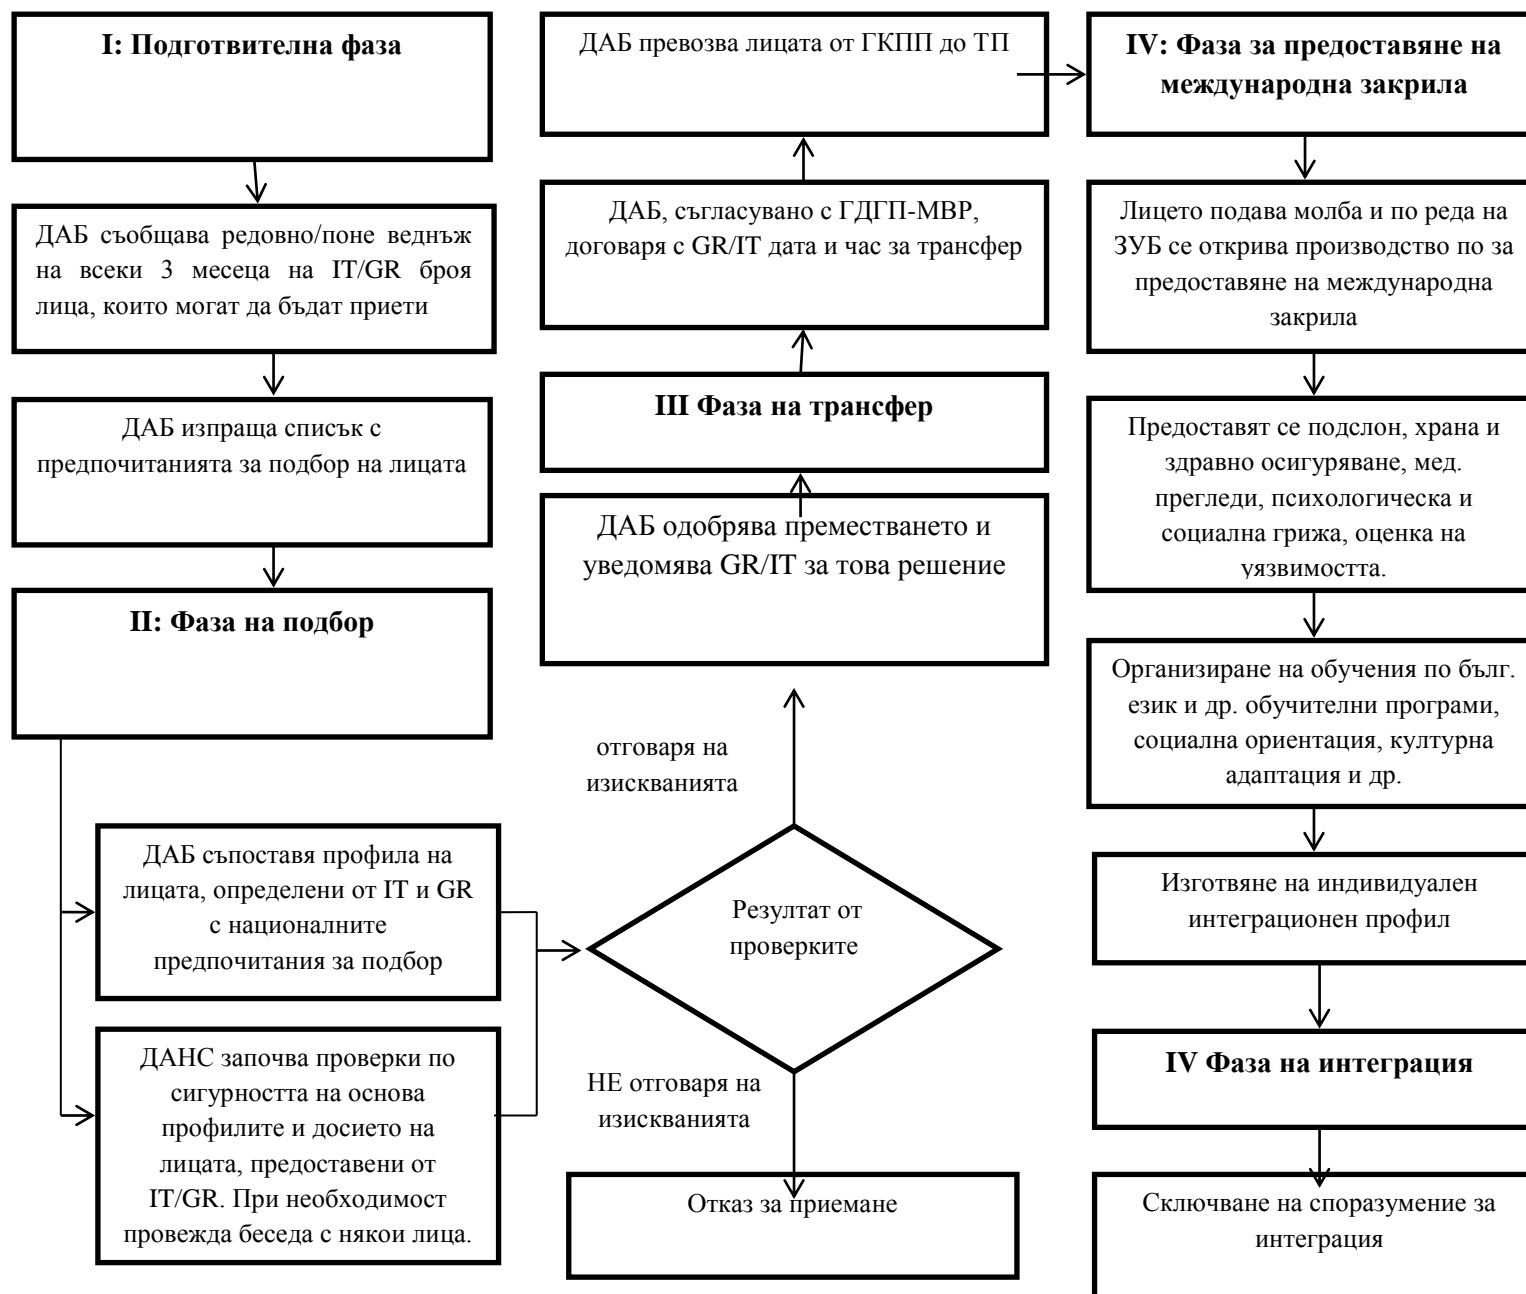 I: Подготвителна фаза
ДАБ съобщава редовно/поне веднъж
на всеки 3 месеца на IT/GR броя
лица, които могат да бъдат приети
ДАБ изпраща списък с
предпочитанията за подбор на лицата
II: Фаза на подбор
ДАБ съпоставя профила на
лицата, определени от IT и GR
с националните
предпочитания за подбор
ДАНС започва проверки по
сигурността на основа
профилите и досието на
лицата, предоставени от
IT/GR. При необходимост
провежда беседа с някои лица.
Резултат от
проверките
НЕ отговаря на
изискванията
Отказ за приемане
отговаря на
изискванията
ДАБ одобрява преместването и
уведомява GR/IT за това решение
III Фаза на трансфер
ДАБ, съгласувано с ГДГП-МВР,
договаря с GR/IT дата и час за трансфер
ДАБ превозва лицата от ГКПП до ТП
IV: Фаза за предоставяне на
международна закрила
Лицето подава молба и по реда на
ЗУБ се открива производство по за
предоставяне на международна
закрила
Предоставят се подслон, храна и
здравно осигуряване, мед.
прегледи, психологическа и
социална грижа, оценка на
уязвимостта.
Организиране на обучения по бълг.
език и др. обучителни програми,
социална ориентация, културна
адаптация и др.
Изготвяне на индивидуален
интеграционен профил
IV Фаза на интеграция
Сключване на споразумение за
интеграция